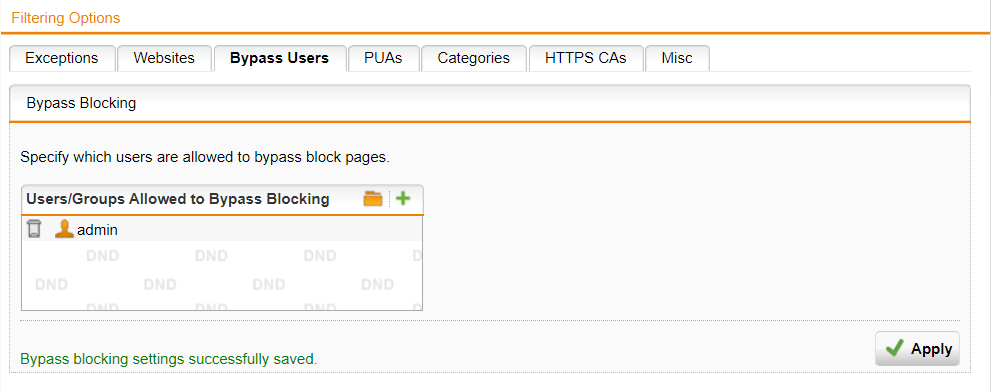 Filtering Options
Exceptions Websites Bypass Users PUAs Categories HTTPS CAs Misc
Bypass Blocking
Specify which users are allowed to bypass block pages.
Users/Groups Allowed to Bypass Blocking
admin
DND DND DND D
DND DND DND DND
DND DND DND D
Bypass blocking settings successfully saved.
Apply